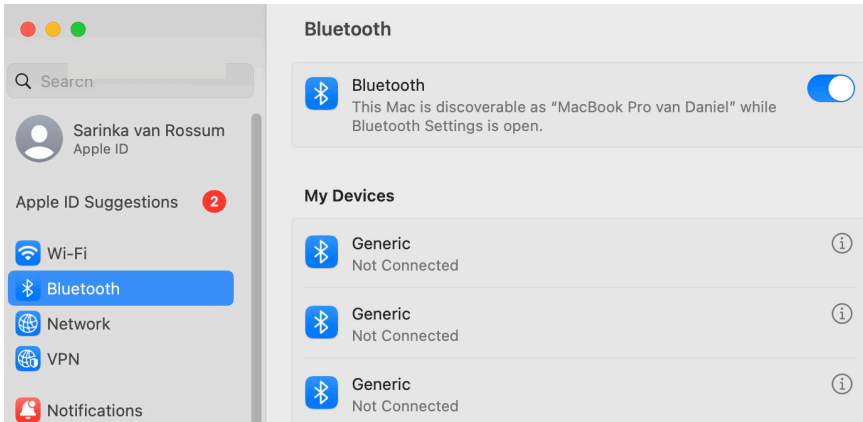 Bluetooth
Search
Bluetooth
This Mac is discoverable as “MacBook Pro van Daniel” while
Bluetooth Settings is open.
Sarinka van Rossum
Apple ID
Apple ID Suggestions 2
My Devices
Wi-Fi
Bluetooth
Network
VPN
Notifications
Generic
Not Connected
Generic
Not Connected
Generic
Not Connected